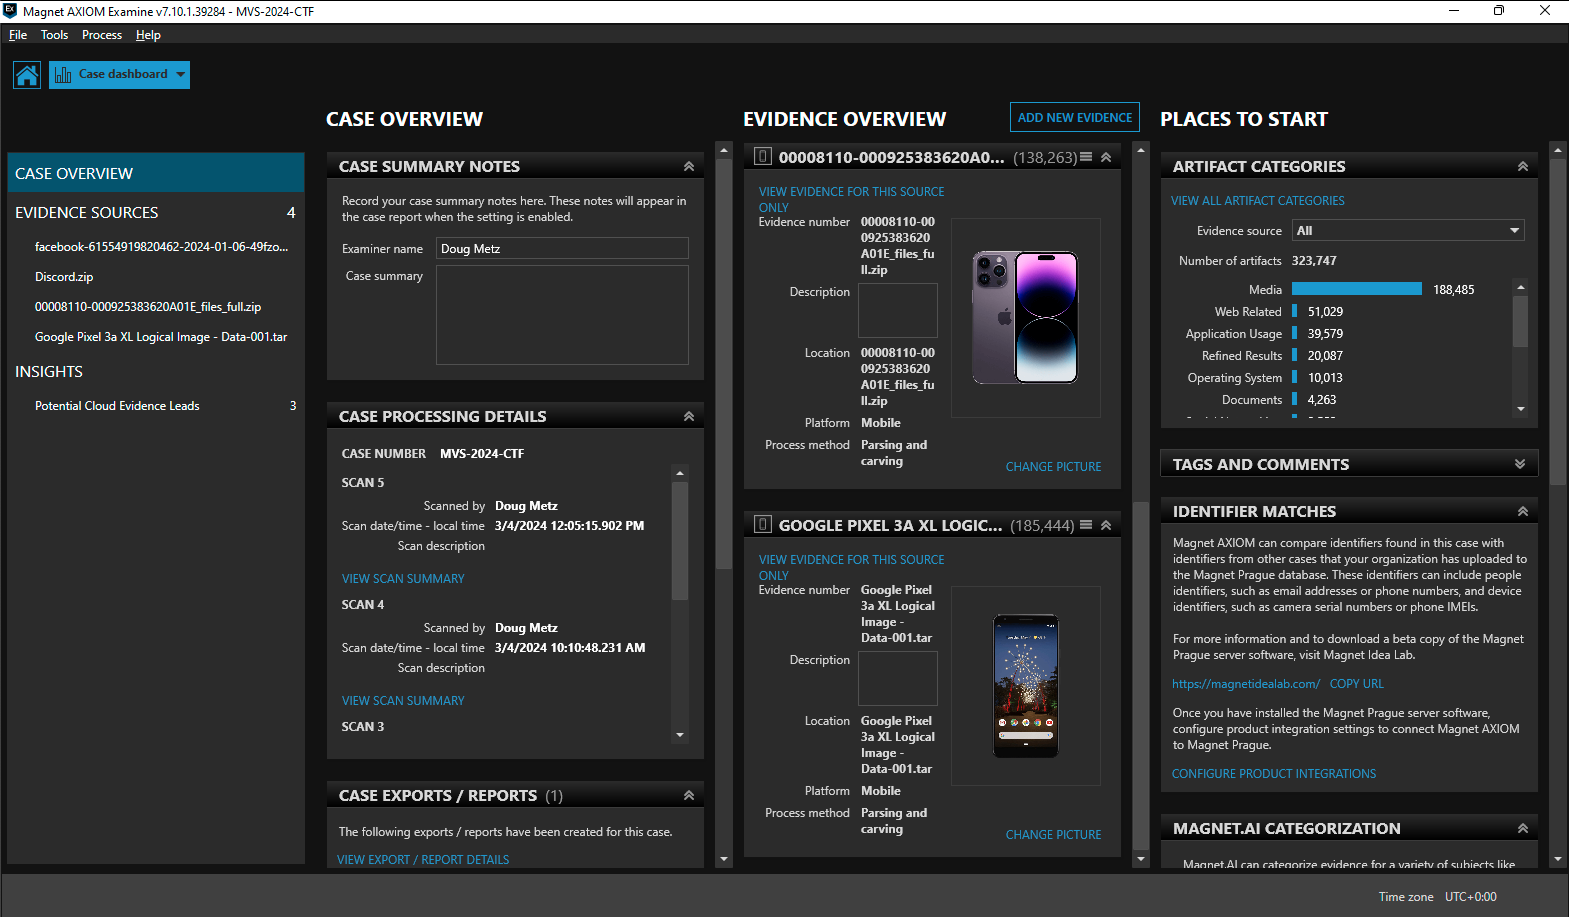 Ex Magnet AXIOM Examine v7.10.1.39284 - MVS-2024-CTF
File Tools Process Help
Case dashboard
CASE OVERVIEW
EVIDENCE SOURCES 4
facebook-61554919820462-2024-01-06-49fzo...
Discord.zip
00008110-000925383620A01E_files_full.zip
Google Pixel 3a XL Logical Image - Data-001.tar
INSIGHTS
Potential Cloud Evidence Leads 3
CASE OVERVIEW
CASE SUMMARY NOTES
Record your case summary notes here. These notes will appear in
the case report when the setting is enabled.
Examiner name Doug Metz
Case summary
CASE PROCESSING DETAILS
CASE NUMBER MVS-2024-CTF
SCAN 5
Scanned by Doug Metz
Scan date/time - local time 3/4/2024 12:05:15.902 PM
Scan description
VIEW SCAN SUMMARY
SCAN 4
Scanned by Doug Metz
Scan date/time - local time 3/4/2024 10:10:48.231 AM
Scan description
VIEW SCAN SUMMARY
SCAN 3
CASE EXPORTS / REPORTS (1)
The following exports / reports have been created for this case.
VIEW EXPORT / REPORT DETAILS
EVIDENCE OVERVIEW
ADD NEW EVIDENCE
00008110-000925383620A0... (138,263)
VIEW EVIDENCE FOR THIS SOURCE
ONLY
Evidence number 00008110-00
0925383620
A01E_files_fu
ll.zip
Description
Location 00008110-00
0925383620
A01E_files_fu
ll.zip
Platform Mobile
Process method Parsing and
carving
CHANGE PICTURE
GOOGLE PIXEL 3A XL LOGIC... (185,444)
VIEW EVIDENCE FOR THIS SOURCE
ONLY
Evidence number Google Pixel
3a XL Logical
Image -
Data-001.tar
Description
Location Google Pixel
3a XL Logical
Image -
Data-001.tar
Platform Mobile
Process method Parsing and
carving
CHANGE PICTURE
PLACES TO START
ARTIFACT CATEGORIES
VIEW ALL ARTIFACT CATEGORIES
Evidence source All
Number of artifacts 323,747
Media 188,485
Web Related 51,029
Application Usage 39,579
Refined Results 20,087
Operating System 10,013
Documents 4,263
TAGS AND COMMENTS
IDENTIFIER MATCHES
Magnet AXIOM can compare identifiers found in this case with
identifiers from other cases that your organization has uploaded to
the Magnet Prague database. These identifiers can include people
identifiers, such as email addresses or phone numbers, and device
identifiers, such as camera serial numbers or phone IMEIs.
For more information and to download a beta copy of the Magnet
Prague server software, visit Magnet Idea Lab.
https://magnetidealab.com/ COPY URL
Once you have installed the Magnet Prague server software,
configure product integration settings to connect Magnet AXIOM
to Magnet Prague.
CONFIGURE PRODUCT INTEGRATIONS
MAGNET.AI CATEGORIZATION
Magnet.AI can categorize evidence for a variety of subjects like
Time zone UTC+0:00